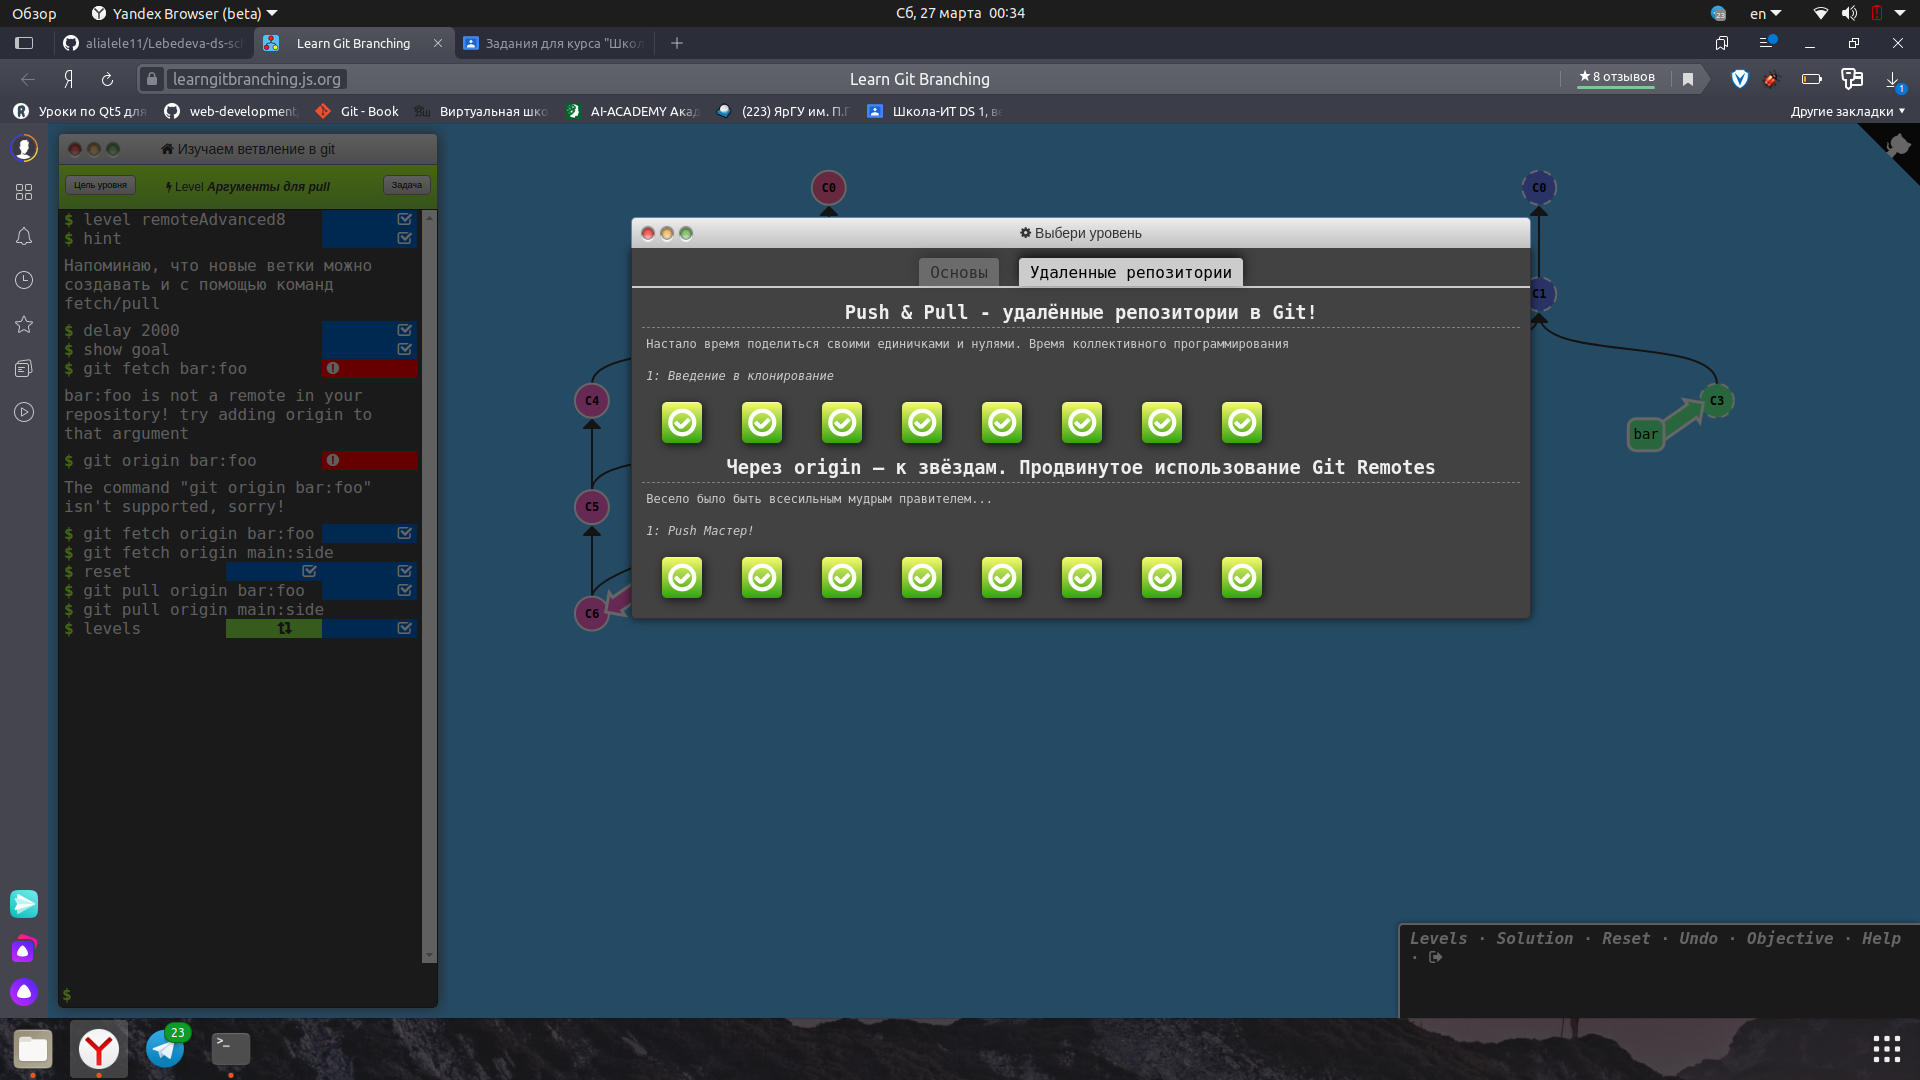 Обзор
Yandex Browser (beta)
Сб, 27 марта 00:34
23
en
alialele11/Lebedeva-ds-sch
Learn Git Branching
Задания для курса "Школ
learngitbranching.js.org
Learn Git Branching
★8 отзывов
1
Уроки по Qt5 для
web-development
Git - Book
Виртуальная шко
AI-ACADEMY Акад
(223) ЯрГУ им. П.Г
Школа-ИТ DS 1, ве
Другие закладки
Изучаем ветвление в git
Цель уровня
Level Аргументы для pull
Задача
$ level remoteAdvanced8
$ hint
Напоминаю, что новые ветки можно
создавать и с помощью команд
fetch/pull
$ delay 2000
$ show goal
$ git fetch bar:foo
bar:foo is not a remote in your
repository! try adding origin to
that argument
$ git origin bar:foo
The command "git origin bar:foo"
isn't supported, sorry!
$ git fetch origin bar:foo
$ git fetch origin main:side
$ reset
$ git pull origin bar:foo
$ git pull origin main:side
$ levels
$
C0
C4
C5
C6
Выбери уровень
Основы
Удаленные репозитории
Push & Pull - удалённые репозитории в Git!
Настало время поделиться своими единичками и нулями. Время коллективного программирования
1: Введение в клонирование
Через origin – к звёздам. Продвинутое использование Git Remotes
Весело было быть всесильным мудрым правителем...
1: Push Мастер!
C0
C1
C3
bar
Levels · Solution · Reset · Undo · Objective · Help
·
23
>_